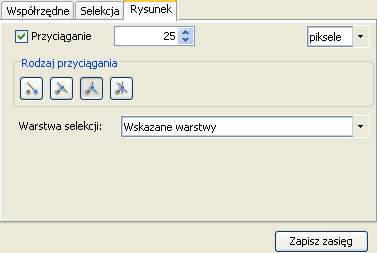 Współrzędne Selekcja Rysunek
Przyciąganie 25 piksele
Rodzaj przyciągania
Warstwa selekcji: Wskazane warstwy
Zapisz zasięg